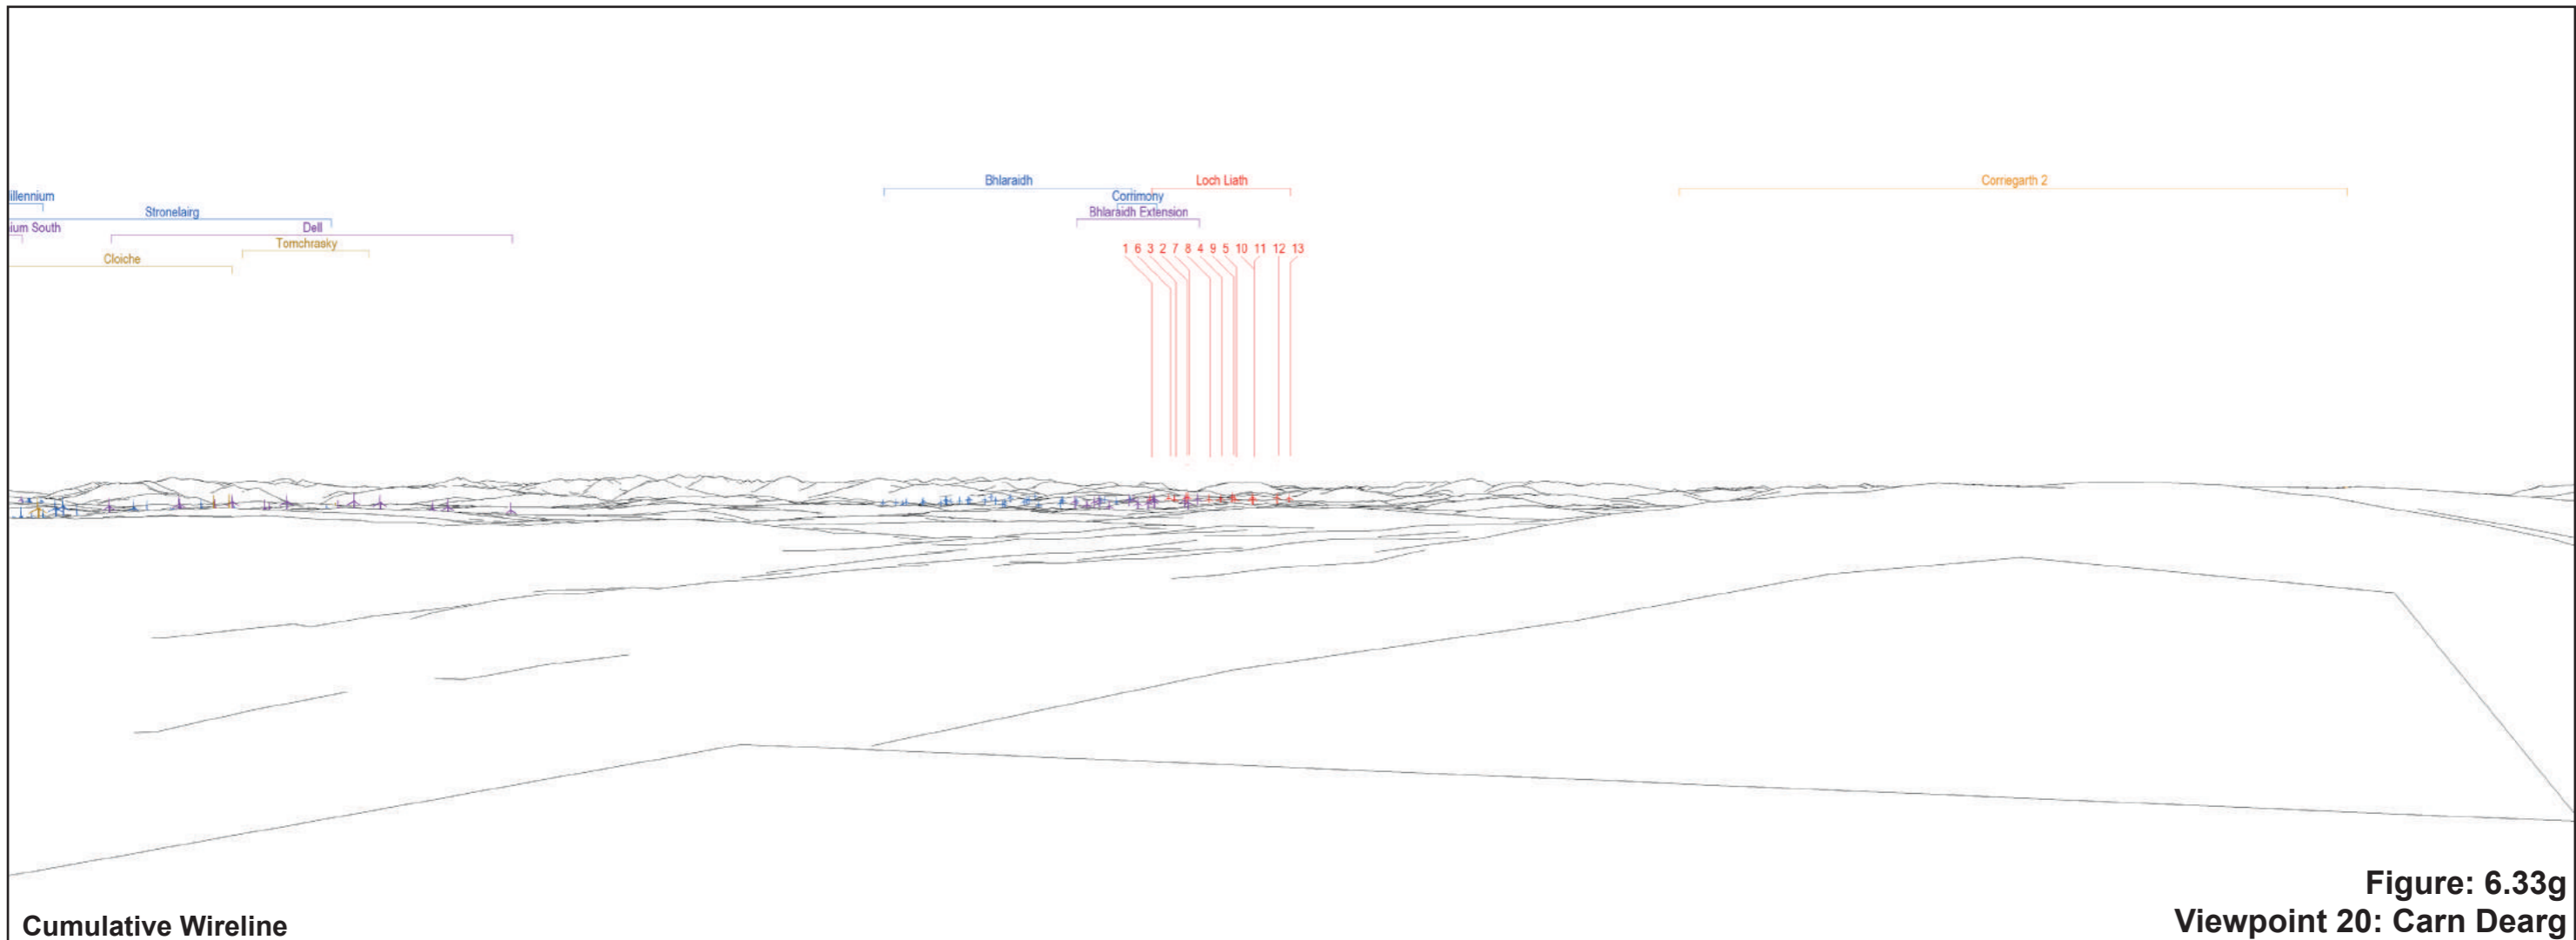 Bhlaraidh
Loch Liath
Corriegarth 2
illennium
Corrimony
Stronelairg
Bhlaraidh Extension
ium South
Dell
Tomchrasky
Cloiche
1 6 3 2 7 8 4 9 5 10 11 12 13
Figure: 6.33g
Cumulative Wireline
Viewpoint 20: Carn Dearg